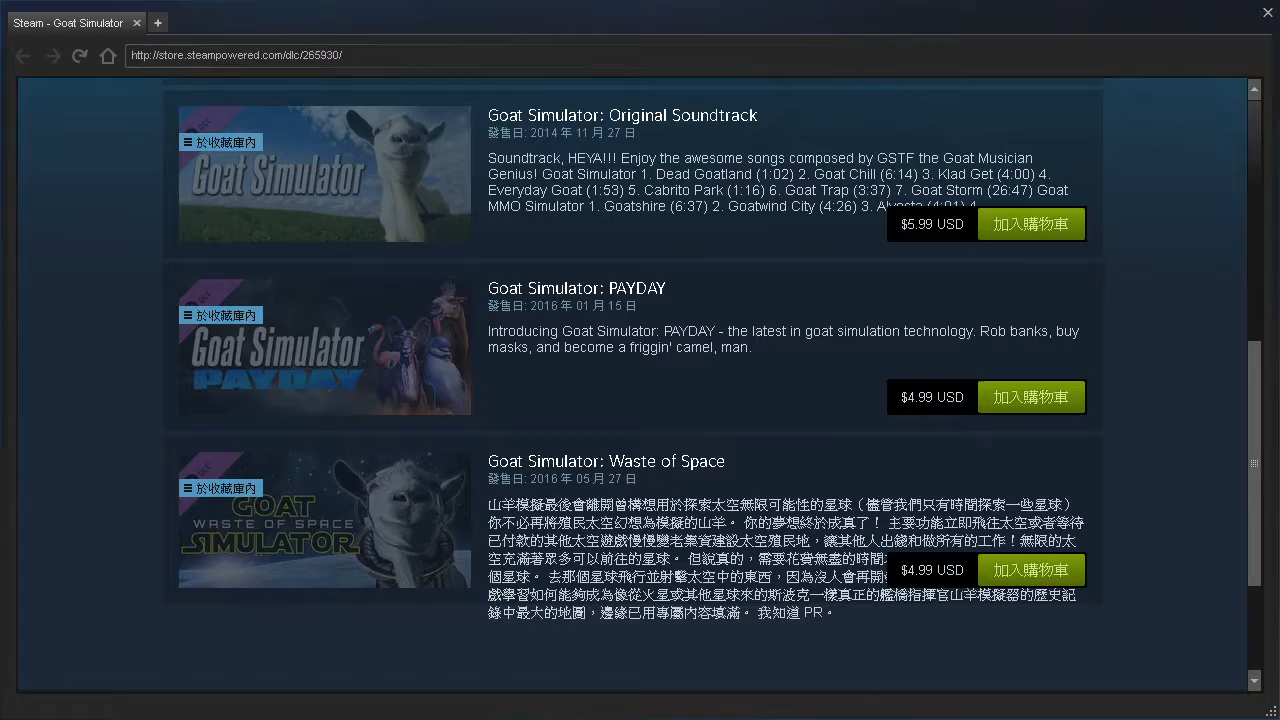 Steam - Goat Simulator
http://store.steampowered.com/dlc/265930/
Goat Simulator: Original Soundtrack
發售日: 2014 年 11 月 27 日
於收藏庫內
DLC
Goat Simulator
Soundtrack, HEYA!!! Enjoy the awesome songs composed by GSTF the Goat Musician
Genius! Goat Simulator 1. Dead Goatland (1:02) 2. Goat Chill (6:14) 3. Klad Get (4:00) 4.
Everyday Goat (1:53) 5. Cabrito Park (1:16) 6. Goat Trap (3:37) 7. Goat Storm (26:47) Goat
MMO Simulator 1. Goatshire (6:37) 2. Goatwind City (4:26) 3.
$5.99 USD
加入購物車
Goat Simulator: PAYDAY
發售日: 2016 年 01 月 15 日
於收藏庫內
DLC
Goat Simulator
PAYDAY
Introducing Goat Simulator: PAYDAY - the latest in goat simulation technology. Rob banks, buy
masks, and become a friggin' camel, man.
$4.99 USD
加入購物車
Goat Simulator: Waste of Space
發售日: 2016 年 05 月 27 日
於收藏庫內
DLC
GOAT
WASTE OF SPACE
SIMULATOR
山羊模擬最後會離開曾構想用於探索太空無限可能性的星球（儘管我們只有時間探索一些星球）
你不必再將殖民太空幻想為模擬的山羊。 你的夢想終於成真了！ 主要功能立即飛往太空或者等待
已付款的其他太空遊戲假裝變老集資建設太空殖民地，讓其他人出錢和做所有的工作！無限的太
空充滿著眾多可以前往的星球。 但說真的，需要花費無盡的時間
個星球。 去那個星球飛行並射擊太空中的東西，因為沒人會再開
戲學習如何能夠成為像從火星或其他星球來的斯波克一樣真正的艦橋指揮官山羊模擬器的歷史記
錄中最大的地圖，邊緣已用專屬內容填滿。 我知道 PR。
$4.99 USD
加入購物車